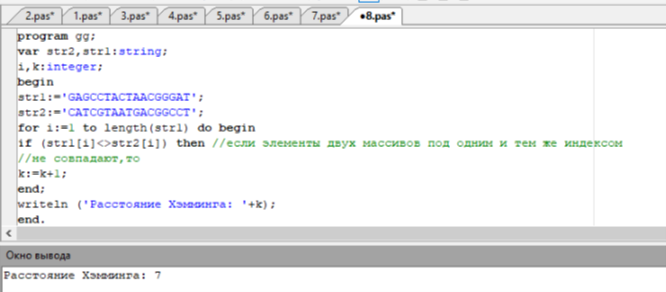 2.pas* 1.pas* 3.pas* 4.pas* 5.pas* 6.pas* 7.pas* •8.pas*
program gg;
var str2,str1:string;
i,k:integer;
begin
str1:='GAGCCTACTAACGGGAT';
str2:='CATCGTAATGACGGCCT';
for i:=1 to length(str1) do begin
if (str1[i]<>str2[i]) then //если элементы двух массивов под одним и тем же индексом
//не совпадают,то
k:=k+1;
end;
writeln ('Расстояние Хэмминга: '+k);
end.
Окно вывода
Расстояние Хэмминга: 7